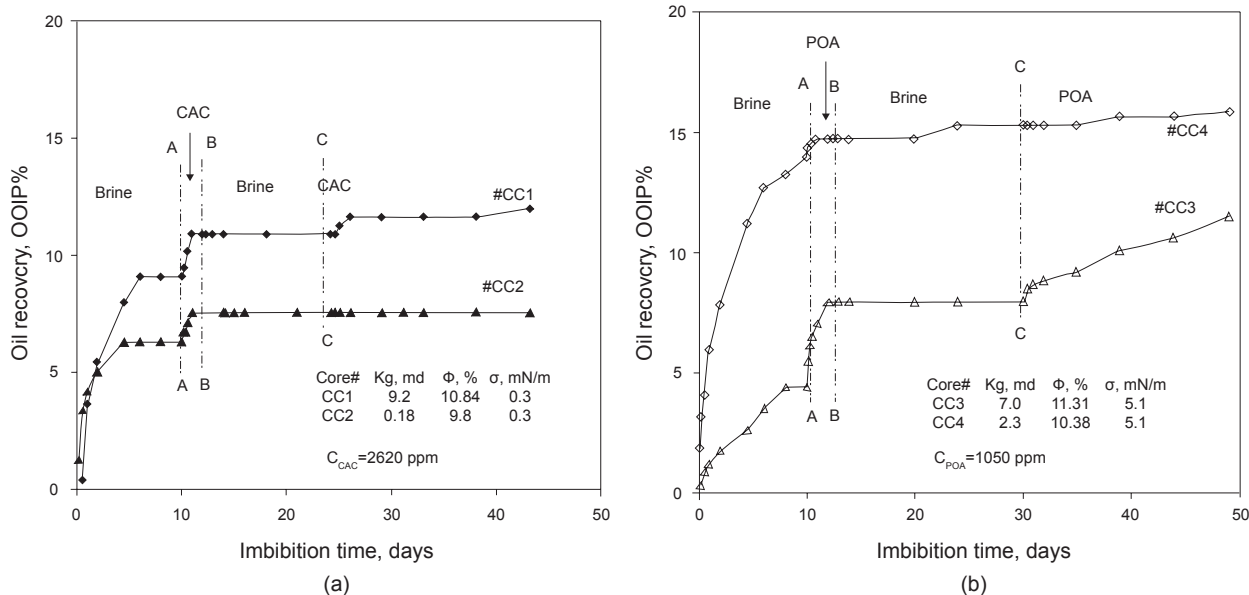 20
15
10
5
0
Oil recovcry, OOIP%
0
10
20
30
40
50
Imbibition time, days
(a)
Brine
A
CAC
B
Brine
C
CAC
#CC1
#CC2
A
B
C
Core# Kg, md Φ, % σ, mN/m
CC1 9.2 10.84 0.3
CC2 0.18 9.8 0.3
C_CAC=2620 ppm
20
15
10
5
0
Oil recovery, OOIP%
0
10
20
30
40
50
Imbibition time, days
(b)
Brine
POA
A
B
Brine
C
POA
#CC4
#CC3
A
B
C
Core# Kg, md Φ, % σ, mN/m
CC3 7.0 11.31 5.1
CC4 2.3 10.38 5.1
C_POA=1050 ppm